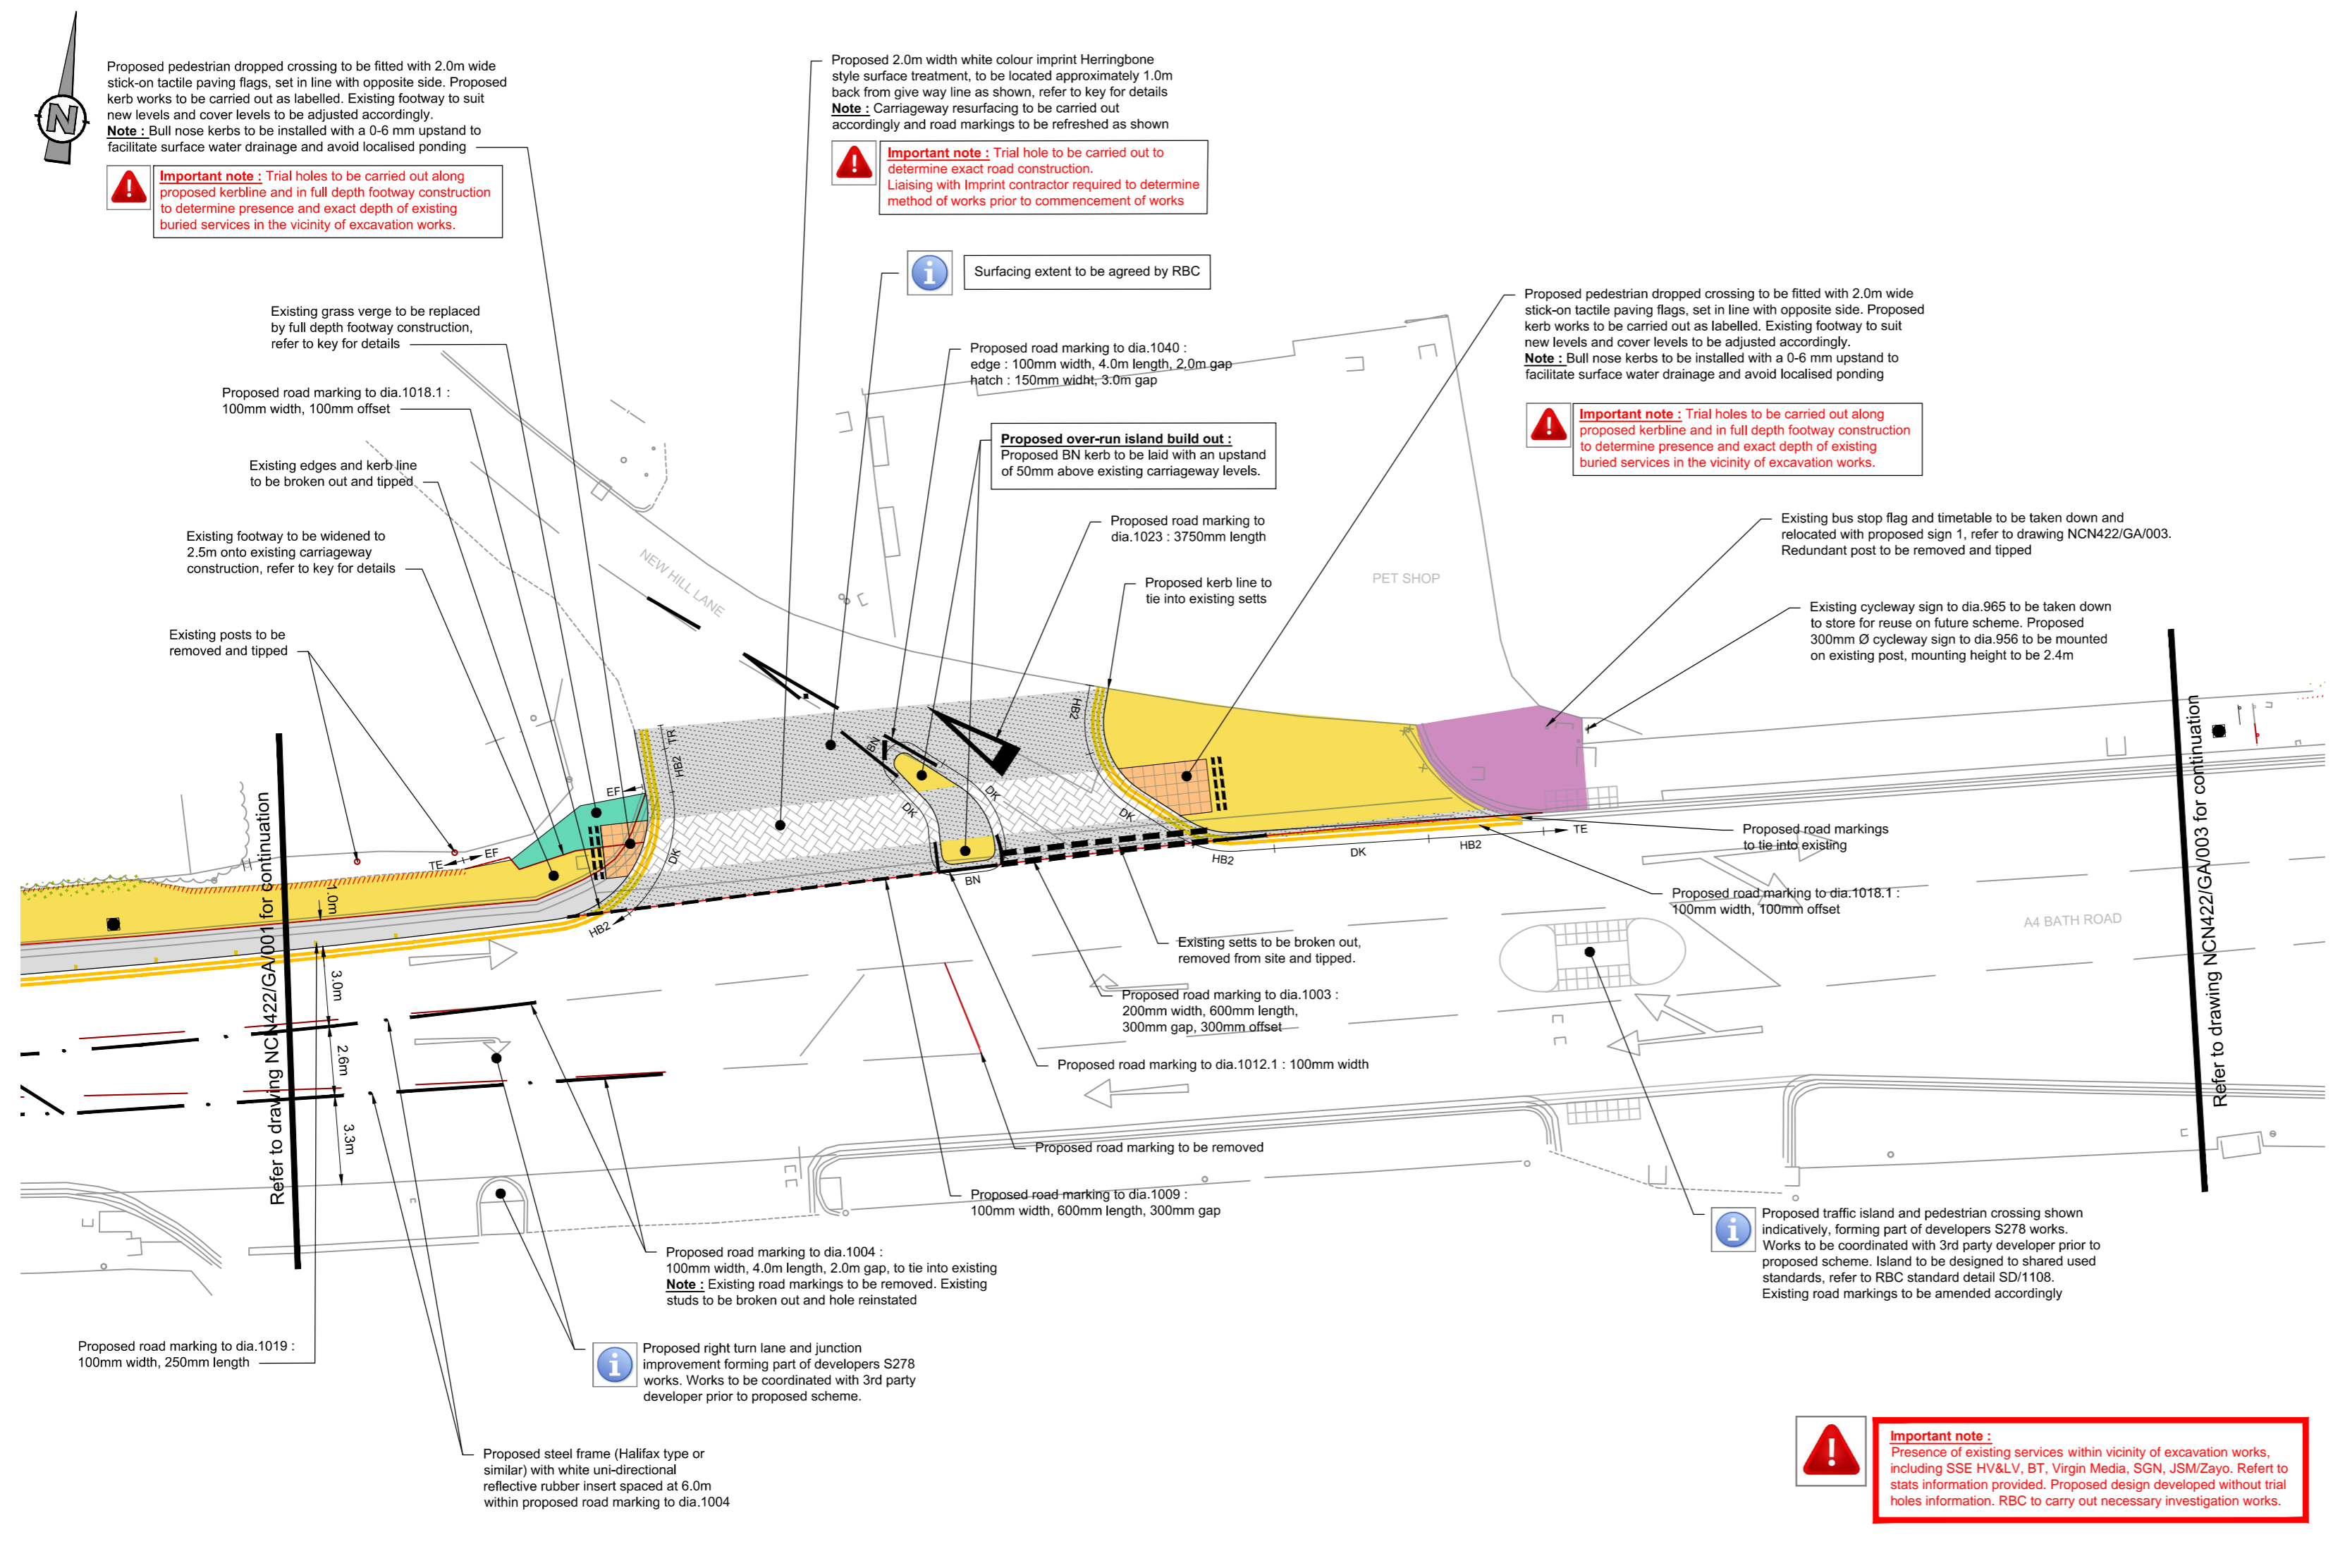 Proposed pedestrian dropped crossing to be fitted with 2.0m wide
stick-on tactile paving flags, set in line with opposite side. Proposed
kerb works to be carried out as labelled. Existing footway to suit
new levels and cover levels to be adjusted accordingly.
Note : Bull nose kerbs to be installed with a 0-6 mm upstand to
facilitate surface water drainage and avoid localised ponding
N
Important note : Trial holes to be carried out along
proposed kerbline and in full depth footway construction
to determine presence and exact depth of existing
buried services in the vicinity of excavation works.
Proposed 2.0m width white colour imprint Herringbone
style surface treatment, to be located approximately 1.0m
back from give way line as shown, refer to key for details
Note : Carriageway resurfacing to be carried out
accordingly and road markings to be refreshed as shown
Important note : Trial hole to be carried out to
determine exact road construction.
Liaising with Imprint contractor required to determine
method of works prior to commencement of works
Surfacing extent to be agreed by RBC
Existing grass verge to be replaced
by full depth footway construction,
refer to key for details
Proposed road marking to dia.1018.1 :
100mm width, 100mm offset
Existing edges and kerb line
to be broken out and tipped
Existing footway to be widened to
2.5m onto existing carriageway
construction, refer to key for details
Existing posts to be
removed and tipped
Proposed road marking to dia.1040 :
edge : 100mm width, 4.0m length, 2.0m gap
hatch : 150mm widht, 3.0m gap
Proposed over-run island build out :
Proposed BN kerb to be laid with an upstand
of 50mm above existing carriageway levels.
Proposed road marking to
dia.1023 : 3750mm length
Proposed kerb line to
tie into existing setts
Proposed pedestrian dropped crossing to be fitted with 2.0m wide
stick-on tactile paving flags, set in line with opposite side. Proposed
kerb works to be carried out as labelled. Existing footway to suit
new levels and cover levels to be adjusted accordingly.
Note : Bull nose kerbs to be installed with a 0-6 mm upstand to
facilitate surface water drainage and avoid localised ponding
Important note : Trial holes to be carried out along
proposed kerbline and in full depth footway construction
to determine presence and exact depth of existing
buried services in the vicinity of excavation works.
Existing bus stop flag and timetable to be taken down and
relocated with proposed sign 1, refer to drawing NCN422/GA/003.
Redundant post to be removed and tipped
Existing cycleway sign to dia.965 to be taken down
to store for reuse on future scheme. Proposed
300mm Ø cycleway sign to dia.956 to be mounted
on existing post, mounting height to be 2.4m
NEW HILL LANE
PET SHOP
A4 BATH ROAD
Refer to drawing NCN422/GA/001 for continuation
Refer to drawing NCN422/GA/003 for continuation
TR
HB2
EF
TE
EF
DK
HB2
BN
DK
DK
BN
HB2
DK
HB2
DK
HB2
TE
1.0m
3.0m
2.6m
3.3m
Proposed road markings
to tie into existing
Proposed road marking to dia.1018.1 :
100mm width, 100mm offset
Existing setts to be broken out,
removed from site and tipped.
Proposed road marking to dia.1003 :
200mm width, 600mm length,
300mm gap, 300mm offset
Proposed road marking to dia.1012.1 : 100mm width
Proposed road marking to be removed
Proposed road marking to dia.1009 :
100mm width, 600mm length, 300mm gap
Proposed road marking to dia.1004 :
100mm width, 4.0m length, 2.0m gap, to tie into existing
Note : Existing road markings to be removed. Existing
studs to be broken out and hole reinstated
Proposed traffic island and pedestrian crossing shown
indicatively, forming part of developers S278 works.
Works to be coordinated with 3rd party developer prior to
proposed scheme. Island to be designed to shared used
standards, refer to RBC standard detail SD/1108.
Existing road markings to be amended accordingly
Proposed road marking to dia.1019 :
100mm width, 250mm length
Proposed right turn lane and junction
improvement forming part of developers S278
works. Works to be coordinated with 3rd party
developer prior to proposed scheme.
Proposed steel frame (Halifax type or
similar) with white uni-directional
reflective rubber insert spaced at 6.0m
within proposed road marking to dia.1004
Important note :
Presence of existing services within vicinity of excavation works,
including SSE HV&LV, BT, Virgin Media, SGN, JSM/Zayo. Refert to
stats information provided. Proposed design developed without trial
holes information. RBC to carry out necessary investigation works.